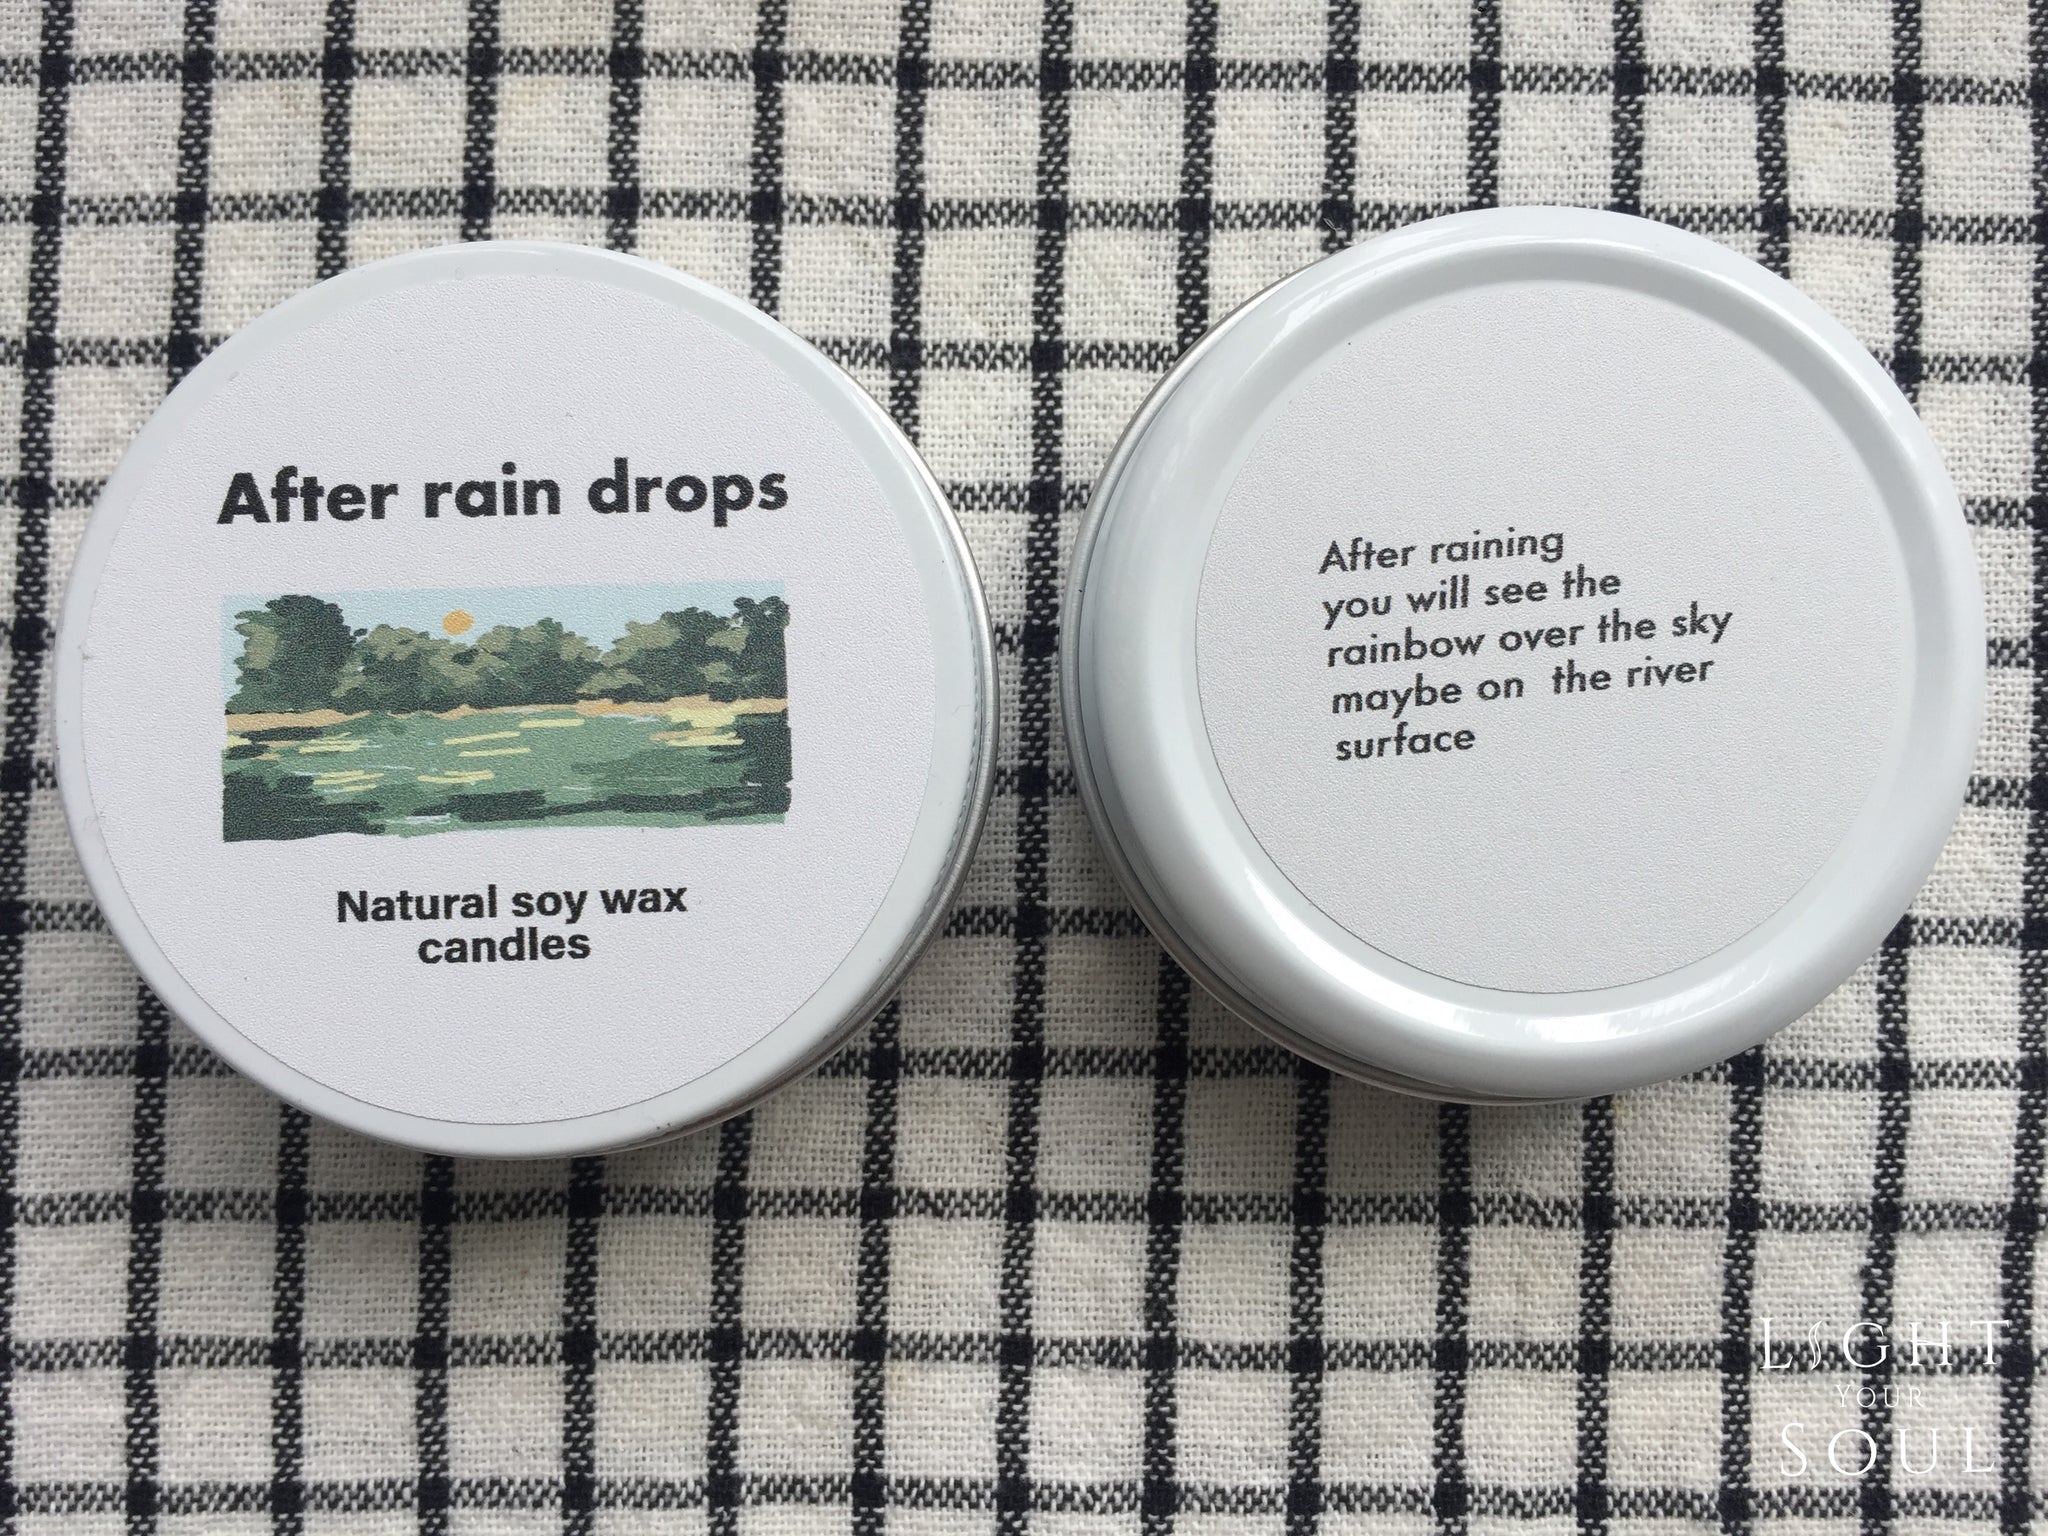 After rain drops
Natural soy wax
candles
After raining
you will see the
rainbow over the sky
maybe on the river
surface
LIGHT
YOUR
SOUL